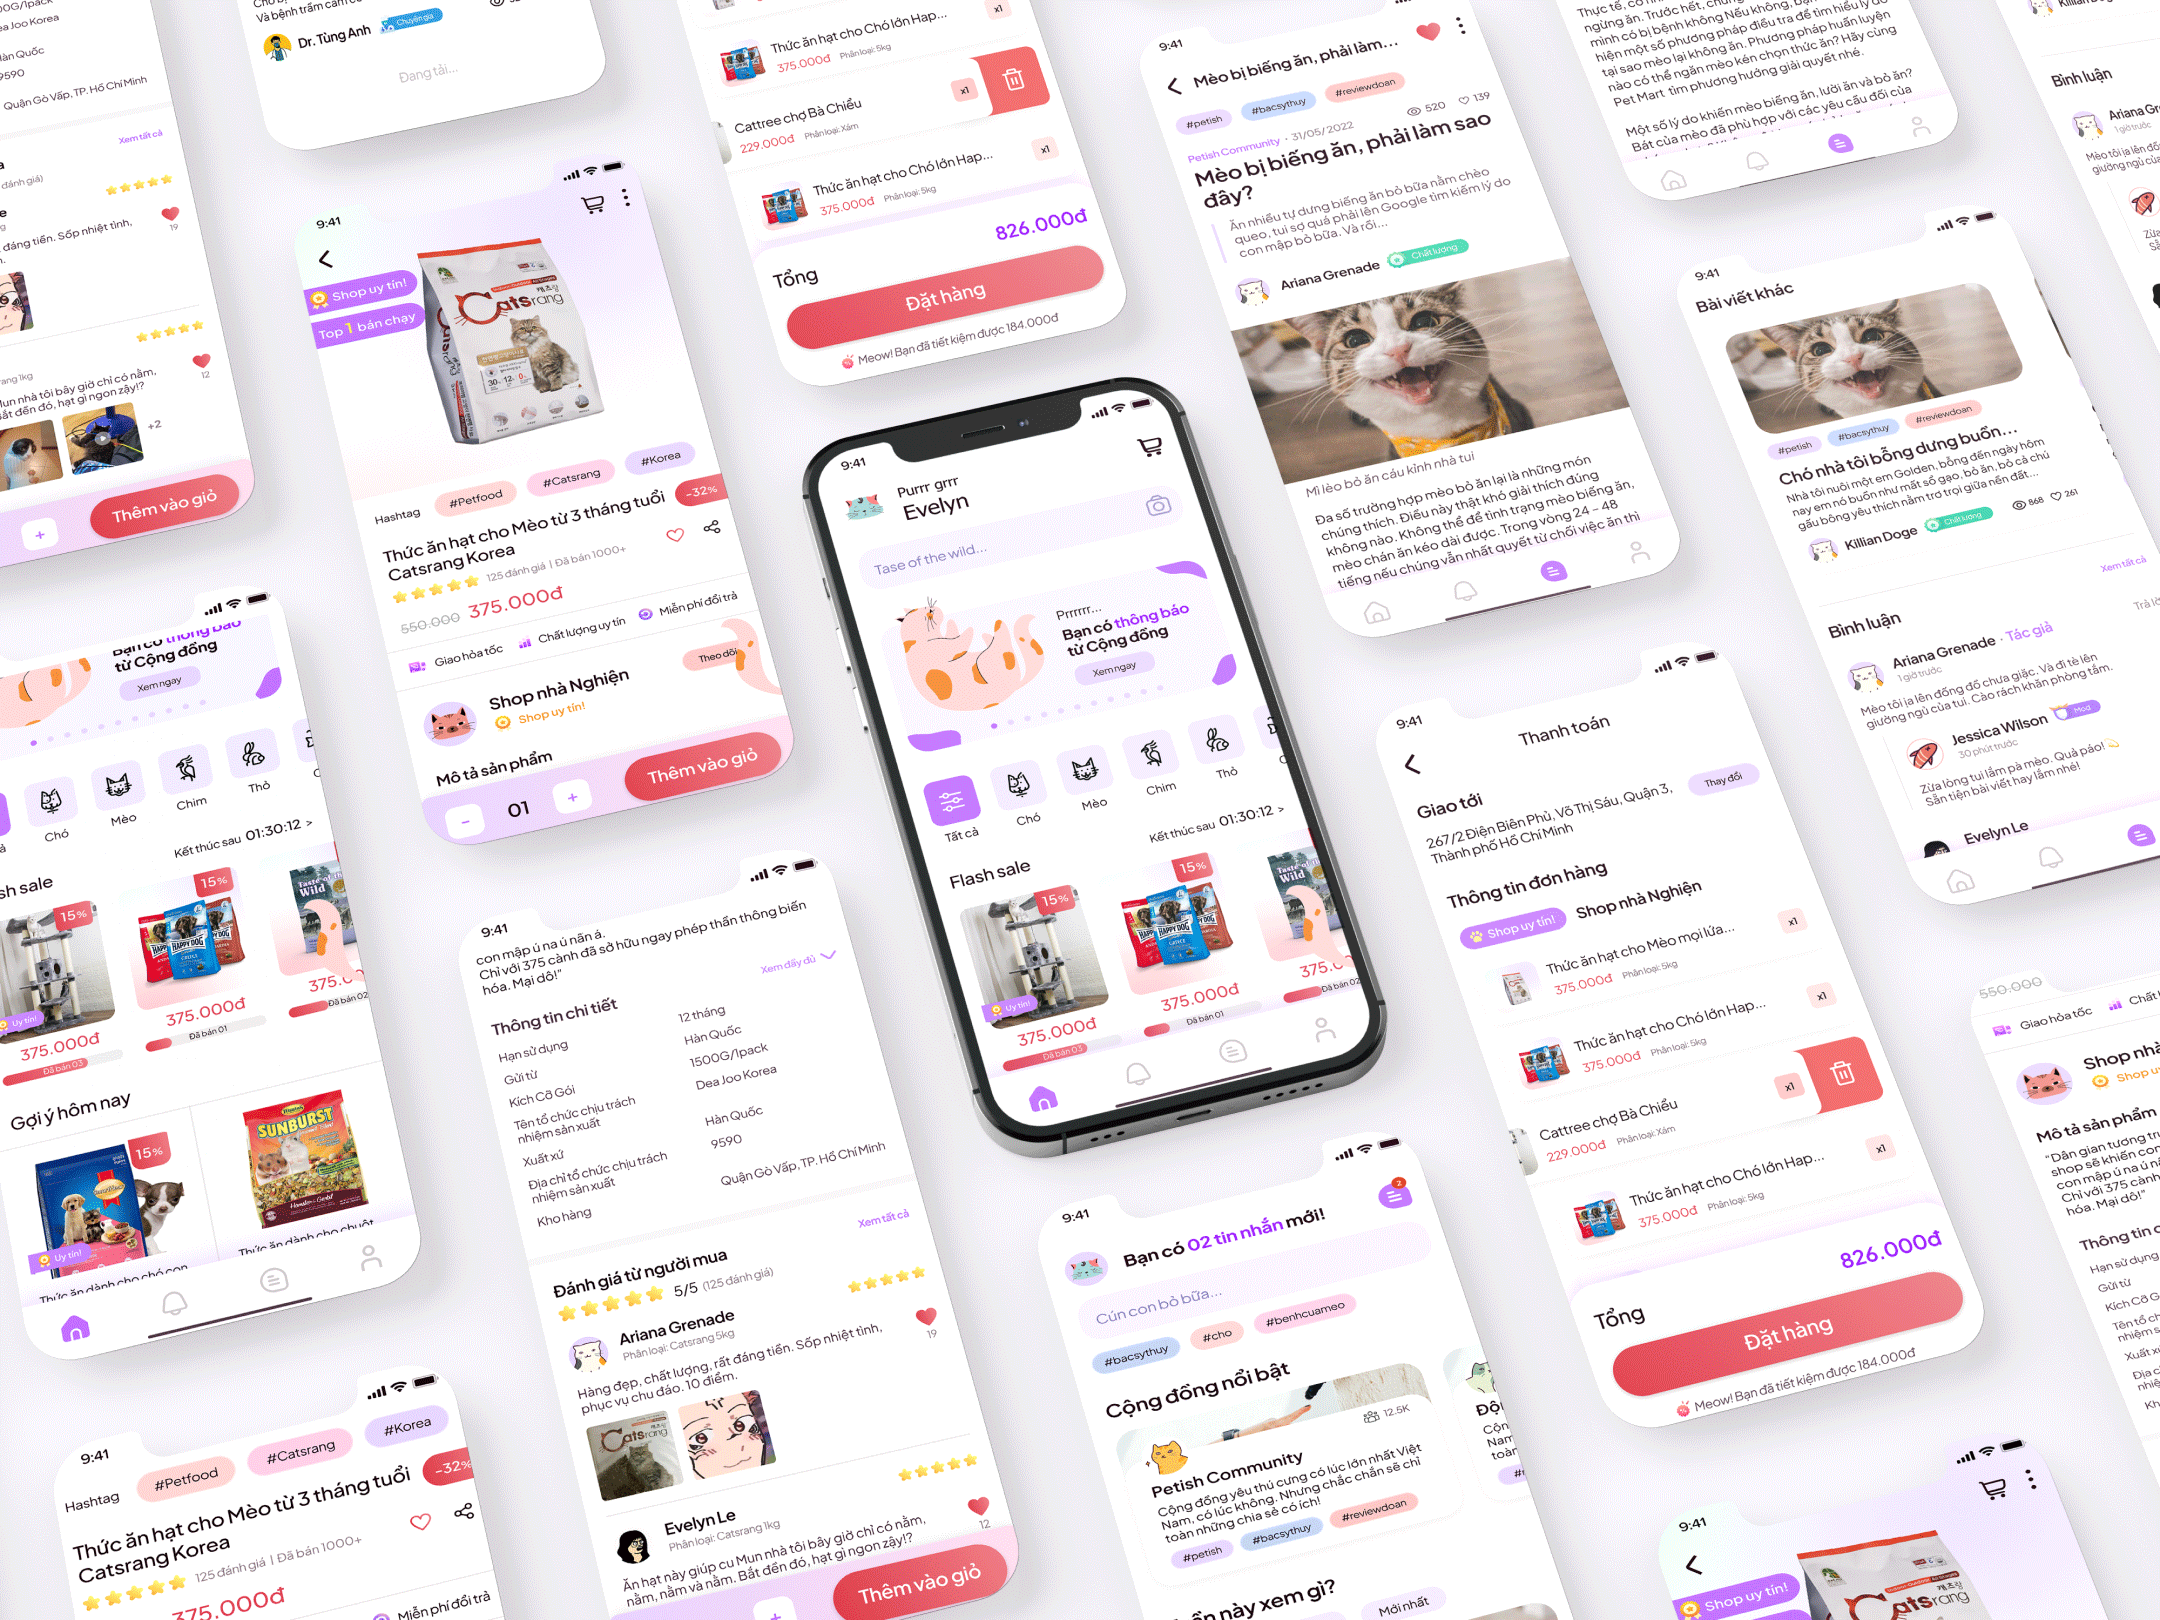 00G/1pack
Dea Joo Korea
Hàn Quốc
9590
Quận Gò Vấp, TP. Hồ Chí Minh
Xem tất cả
đánh giá)
đáng tiền. Sốp nhiệt tình,
19
rang 1kg
Mun nhà tôi bây giờ chỉ có nằm,
Bắt đền đó, hạt gì ngon zậy!?
12
+2
+
Thêm vào giỏ
Dr. Tùng Anh
Chuyên gia
Đang tải...
9:41
Shop uy tín!
Top 1 bán chạy
Catsrang
Hashtag
#Petfood
#Catsrang
#Korea
-32%
Thức ăn hạt cho Mèo từ 3 tháng tuổi
Catsrang Korea
125 đánh giá | Đã bán 1000+
550.000
375.000đ
Giao hỏa tốc
Chất lượng uy tín
Miễn phí đổi trả
Shop nhà Nghiện
Shop uy tín!
Theo dõi
Mô tả sản phẩm
-
01
+
Thêm vào giỏ
Thức ăn hạt cho Chó lớn Hap...
375.000đ
Phân loại: 5kg
x1
Cattree chợ Bà Chiểu
229.000đ
Phân loại: Xám
x1
Thức ăn hạt cho Chó lớn Hap...
375.000đ
Phân loại: 5kg
x1
826.000đ
Tổng
Đặt hàng
Meow! Bạn đã tiết kiệm được 184.000đ
9:41
Purrr grrr
Evelyn
Tase of the wild...
Prrrrrr...
Bạn có thông báo
từ Cộng đồng
Xem ngay
Tất cả
Chó
Mèo
Chim
Thỏ
Kết thúc sau 01:30:12 >
Flash sale
15%
15%
Uy tín!
375.000đ
Đã bán 03
375.000đ
Đã bán 01
375.0
Đã bán 02
9:41
Mèo bị biếng ăn, phải làm...
#petish
#bacsythuy
#reviewdoan
520
139
Petish Community · 31/05/2022
Mèo bị biếng ăn, phải làm sao
đây?
Ăn nhiều tự dưng biếng ăn bỏ bữa nằm chèo
queo, tui sợ quá phải lên Google tìm kiếm lý do
con mập bỏ bữa. Và rồi...
Ariana Grenade
Chất lượng
Mì lèo bỏ ăn cáu kỉnh nhà tui
Đa số trường hợp mèo bỏ ăn lại là những món
chúng thích. Điều này thật khó giải thích đúng
không nào. Không thể để tình trạng mèo biếng ăn,
mèo chán ăn kéo dài được. Trong vòng 24 - 48
tiếng nếu chúng vẫn nhất quyết từ chối việc ăn thì
ngừng ăn. Trước hết,
mình có bị bệnh không Nếu không,
hiện một số phương pháp điều tra để tìm hiểu lý do
tại sao mèo lại không ăn. Phương pháp huấn luyện
nào có thể ngăn mèo kén chọn thức ăn? Hãy cùng
Pet Mart tìm phương hướng giải quyết nhé.
Một số lý do khiến mèo biếng ăn, lười ăn và bỏ ăn?
Bát của mèo đã phù hợp với các yêu cầu đối của
9:41
Bài viết khác
#petish
#bacsythuy
#reviewdoan
Chó nhà tôi bỗng dưng buồn...
Nhà tôi nuôi một em Golden, bỗng đến ngày hôm
nay em nó buồn như mất sổ gạo, bỏ ăn, bỏ cả chú
gấu bông yêu thích nằm trơ trọi giữa nền đất...
868
261
Killian Doge
Chất lượng
Xem tất cả
Bình luận
Ariana Grenade · Tác giả
1 giờ trước
Mèo tôi ỉa lên đống đồ chưa giặc. Và đi tè lên
giường ngủ của tui. Cào rách khăn phòng tắm.
Jessica Wilson
Mod
30 phút trước
Zừa lòng tui lắm pà mèo. Quả páo!
Sẵn tiện bài viết hay lắm nhé!
Evelyn Le
Bình luận
1 giờ trước
Bạn có thông báo
từ Cộng đồng
Xem ngay
Chó
Mèo
Chim
Thỏ
Kết thúc sau 01:30:12 >
sh sale
15%
15%
Uy tín!
375.000đ
Đã bán 03
375.000đ
Đã bán 01
375.0
Đã bán 02
Gợi ý hôm nay
15%
SUNBURST
Uy tín!
Thức ăn dành cho chó con
Thức ăn dành cho chuột
9:41
con mập ú na ú nần á.
Chỉ với 375 cành đã sở hữu ngay phép thần thông biến
hóa. Mại dô!"
Xem đầy đủ
Thông tin chi tiết
Hạn sử dụng
12 tháng
Gửi từ
Hàn Quốc
Kích Cỡ Gói
1500G/1pack
Tên tổ chức chịu trách
nhiệm sản xuất
Dea Joo Korea
Xuất xứ
Hàn Quốc
Địa chỉ tổ chức chịu trách
nhiệm sản xuất
9590
Kho hàng
Quận Gò Vấp, TP. Hồ Chí Minh
Xem tất cả
Đánh giá từ người mua
5/5 (125 đánh giá)
Ariana Grenade
Phân loại: Catsrang 5kg
Hàng đẹp, chất lượng, rất đáng tiền. Sốp nhiệt tình,
phục vụ chu đáo. 10 điểm.
19
Evelyn Le
Phân loại: Catsrang 1kg
Ăn hạt này giúp cu Mun nhà tôi bây giờ chỉ có nằm,
nằm, nằm và nằm. Bắt đền đó, hạt gì ngon zậy!?
12
+
Thêm vào giỏ
9:41
Thanh toán
Giao tới
267/2 Điện Biên Phủ, Võ Thị Sáu, Quận 3,
Thành phố Hồ Chí Minh
Thay đổi
Thông tin đơn hàng
Shop uy tín!
Shop nhà Nghiện
Thức ăn hạt cho Mèo mọi lứa...
375.000đ
Phân loại: 5kg
x1
Thức ăn hạt cho Chó lớn Hap...
375.000đ
Phân loại: 5kg
x1
Cattree chợ Bà Chiểu
229.000đ
Phân loại: Xám
x1
Thức ăn hạt cho Chó lớn Hap...
375.000đ
Phân loại: 5kg
x1
826.000đ
Tổng
Đặt hàng
Meow! Bạn đã tiết kiệm được 184.000đ
9:41
2
Bạn có 02 tin nhắn mới!
Cún con bỏ bữa...
#bacsythuy
#cho
#benhcuameo
Cộng đồng nổi bật
12.5K
Petish Community
Cộng đồng yêu thú cưng có lúc lớn nhất Việt
Nam, có lúc không. Nhưng chắc chắn sẽ chỉ
toàn những chia sẻ có ích!
#petish
#bacsythuy
#reviewdoan
ần này xem gì?
Mới nhất
9:41
Hashtag
#Petfood
#Catsrang
#Korea
-32%
Thức ăn hạt cho Mèo từ 3 tháng tuổi
Catsrang Korea
125 đánh giá | Đã bán 1000+
375.000đ
Miễn phí đổi trả
550.000
Giao hỏa tốc
Shop nhà
Mô tả sản phẩm
"Dân gian tương tru
shop sẽ khiến con
con mập ú na ú nầ
Chỉ với 375 cành đ
hóa. Mại dô!"
Thông tin c
Hạn sử dụng
Gửi từ
Kích Cỡ G
Tên tổ ch
Xuất xứ
9:41
Shop uy tín!
Catsrang